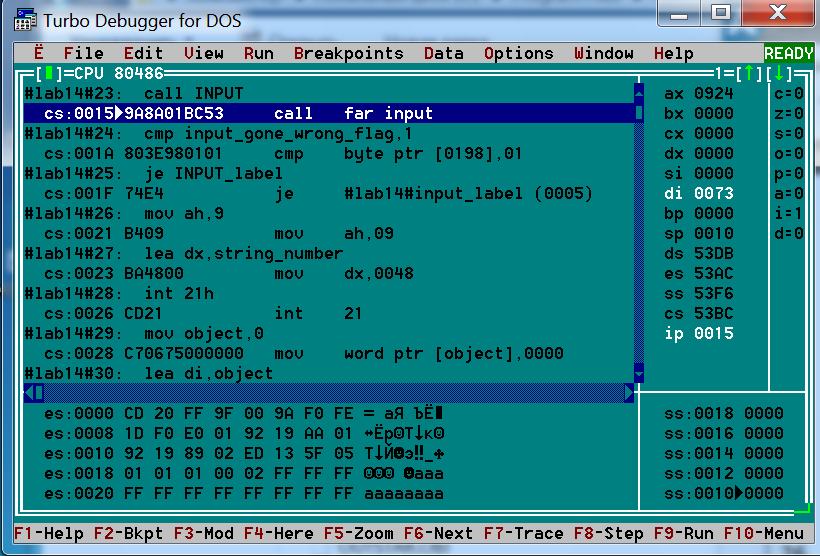 Turbo Debugger for DOS
Ë File Edit View Run Breakpoints Data Options Window Help READY
[▮]=CPU 80486 1=[↑][↓]
#lab14#23: call INPUT
cs:0015▶9A8A01BC53 call far input
#lab14#24: cmp input_gone_wrong_flag,1
cs:001A 803E980101 cmp byte ptr [0198],01
#lab14#25: je INPUT_label
cs:001F 74E4 je #lab14#input_label (0005)
#lab14#26: mov ah,9
cs:0021 B409 mov ah,09
#lab14#27: lea dx,string_number
cs:0023 BA4800 mov dx,0048
#lab14#28: int 21h
cs:0026 CD21 int 21
#lab14#29: mov object,0
cs:0028 C70675000000 mov word ptr [object],0000
#lab14#30: lea di,object
ax 0924 c=0
bx 0000 z=0
cx 0000 s=0
dx 0000 o=0
si 0000 p=0
di 0073 a=0
bp 0000 i=1
sp 0010 d=0
ds 53DB
es 53AC
ss 53F6
cs 53BC
ip 0015
es:0000 CD 20 FF 9F 00 9A F0 FE = аЯ ЪЁ▮
es:0008 1D F0 E0 01 92 19 AA 01 ↔Ёр☺Т↓к☺
es:0010 92 19 89 02 ED 13 5F 05 Т↓Й☻э‼_♣
es:0018 01 01 01 00 02 FF FF FF ☺☺☺ ☻ааа
es:0020 FF FF FF FF FF FF FF FF аааааааа
ss:0018 0000
ss:0016 0000
ss:0014 0000
ss:0012 0000
ss:0010▶0000
F1-Help F2-Bkpt F3-Mod F4-Here F5-Zoom F6-Next F7-Trace F8-Step F9-Run F10-Menu